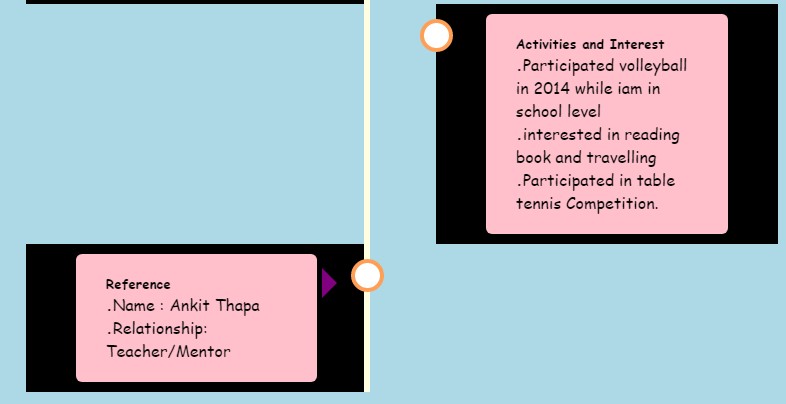 Activities and Interest
.Participated volleyball
in 2014 while iam in
school level
.interested in reading
book and travelling
.Participated in table
tennis Competition.
Reference
.Name : Ankit Thapa
.Relationship:
Teacher/Mentor